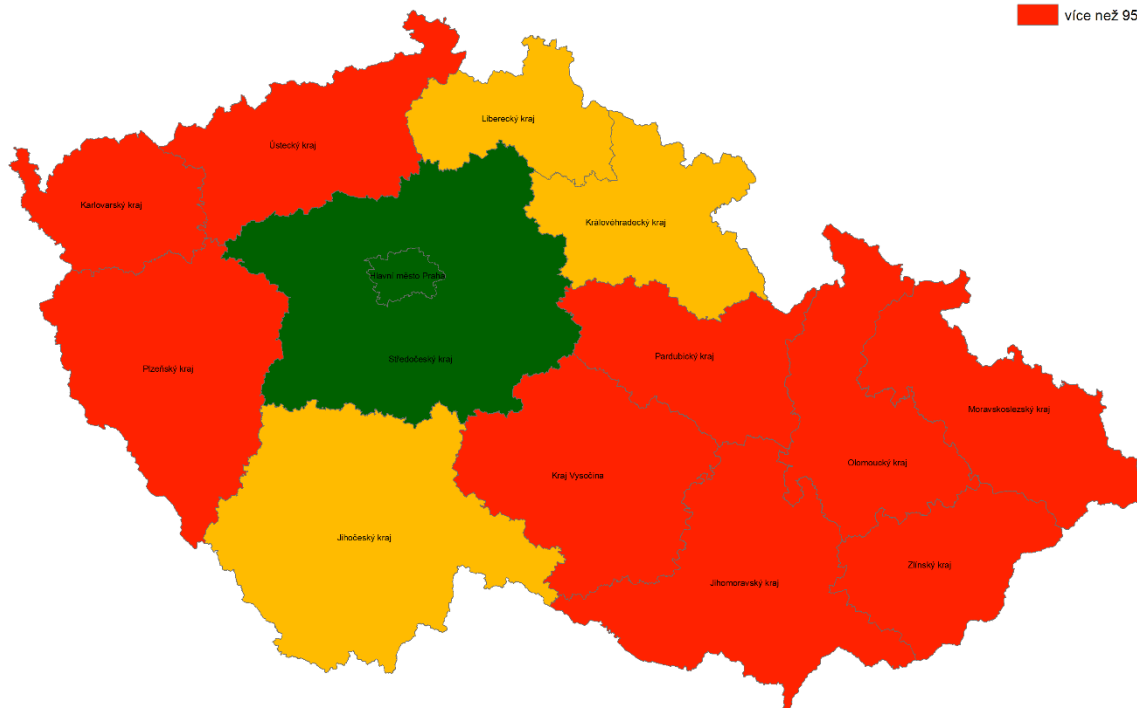 více než 95
Liberecký kraj
Ústecký kraj
Karlovarský kraj
Královéhradecký kraj
Hlavní město Praha
Středočeský kraj
Pardubický kraj
Plzeňský kraj
Moravskoslezský kraj
Olomoucký kraj
Kraj Vysočina
Jihočeský kraj
Zlínský kraj
Jihomoravský kraj